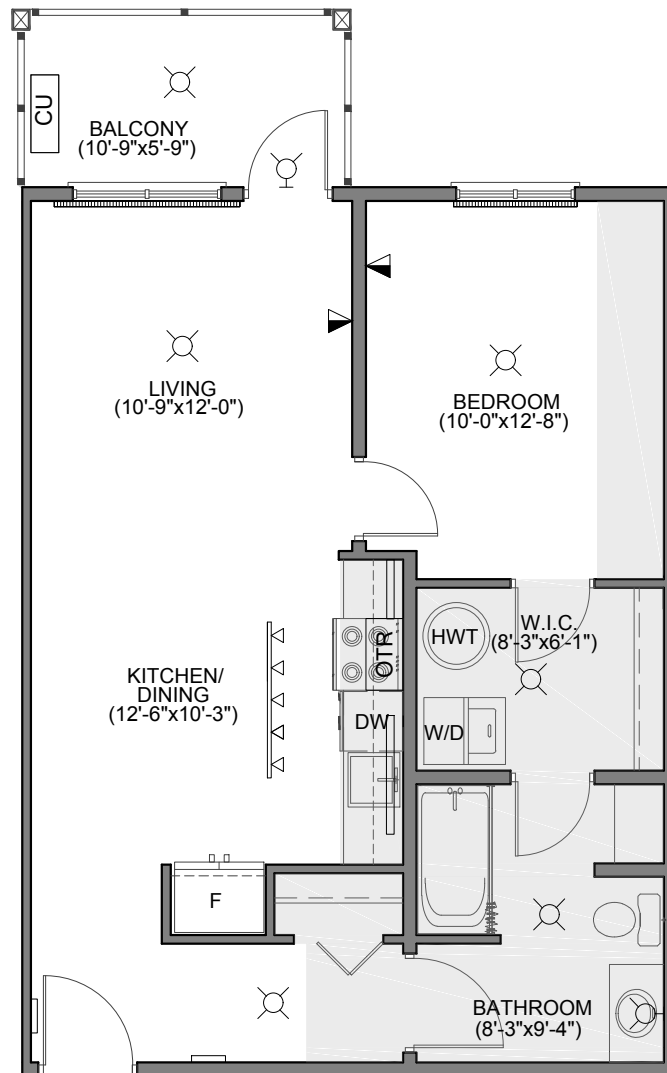 CU
BALCONY
(10'-9"x5'-9")
LIVING
(10'-9"x12'-0")
BEDROOM
(10'-0"x12'-8")
HWT
W.I.C.
(8'-3"x6'-1")
OTR
KITCHEN/
DINING
(12'-6"x10'-3")
DW
W/D
F
BATHROOM
(8'-3"x9'-4")